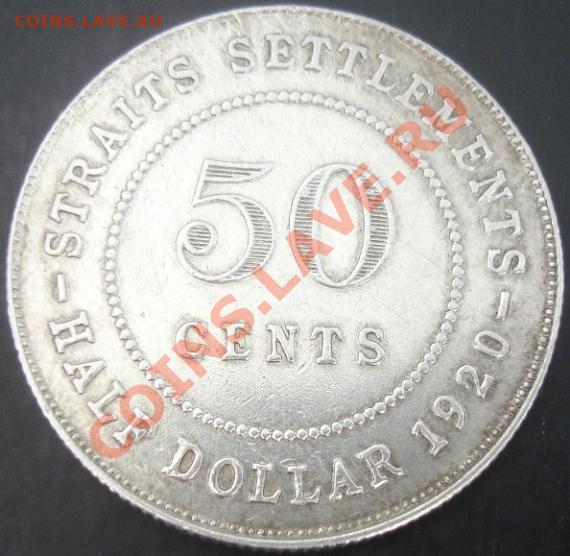 COINS.LAVE.RU
STRAITS SETTLEMENTS
50
CENTS
HALF DOLLAR 1920
COINS.LAVE.RU